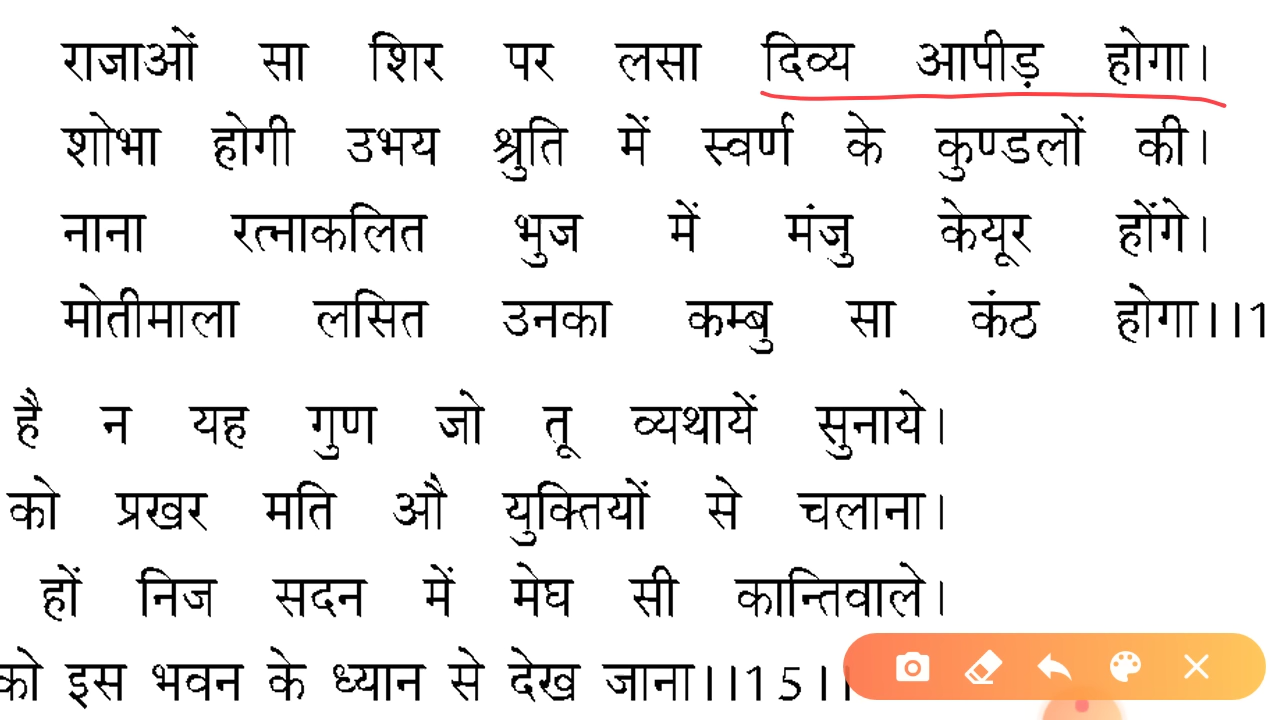 राजाओं सा शिर पर लसा दिव्य आपीड़ होगा।
शोभा होगी उभय श्रुति में स्वर्ण के कुण्डलों की।
नाना रत्नाकलित भुज में मंजु केयूर होंगे।
मोतीमाला लसित उनका कम्बु सा कंठ होगा।।1
है न यह गुण जो तू व्यथायें सुनाये।
को प्रखर मति औ युक्तियों से चलाना।
हों निज सदन में मेघ सी कान्तिवाले।
को इस भवन के ध्यान से देख जाना।।15।।